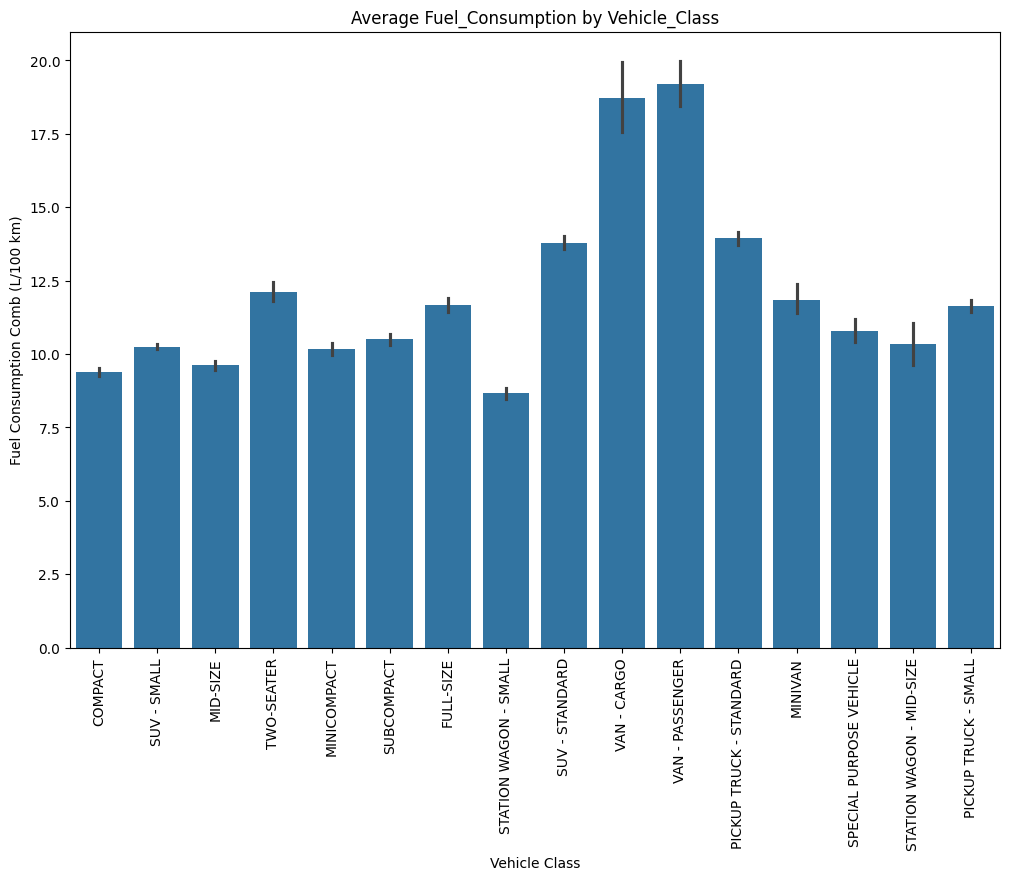 Average Fuel_Consumption by Vehicle_Class
Fuel Consumption Comb (L/100 km)
20.0
17.5
15.0
12.5
10.0
7.5
5.0
2.5
0.0
COMPACT
SUV - SMALL
MID-SIZE
TWO-SEATER
MINICOMPACT
SUBCOMPACT
FULL-SIZE
STATION WAGON - SMALL
SUV - STANDARD
VAN - CARGO
VAN - PASSENGER
PICKUP TRUCK - STANDARD
MINIVAN
SPECIAL PURPOSE VEHICLE
STATION WAGON - MID-SIZE
PICKUP TRUCK - SMALL
Vehicle Class